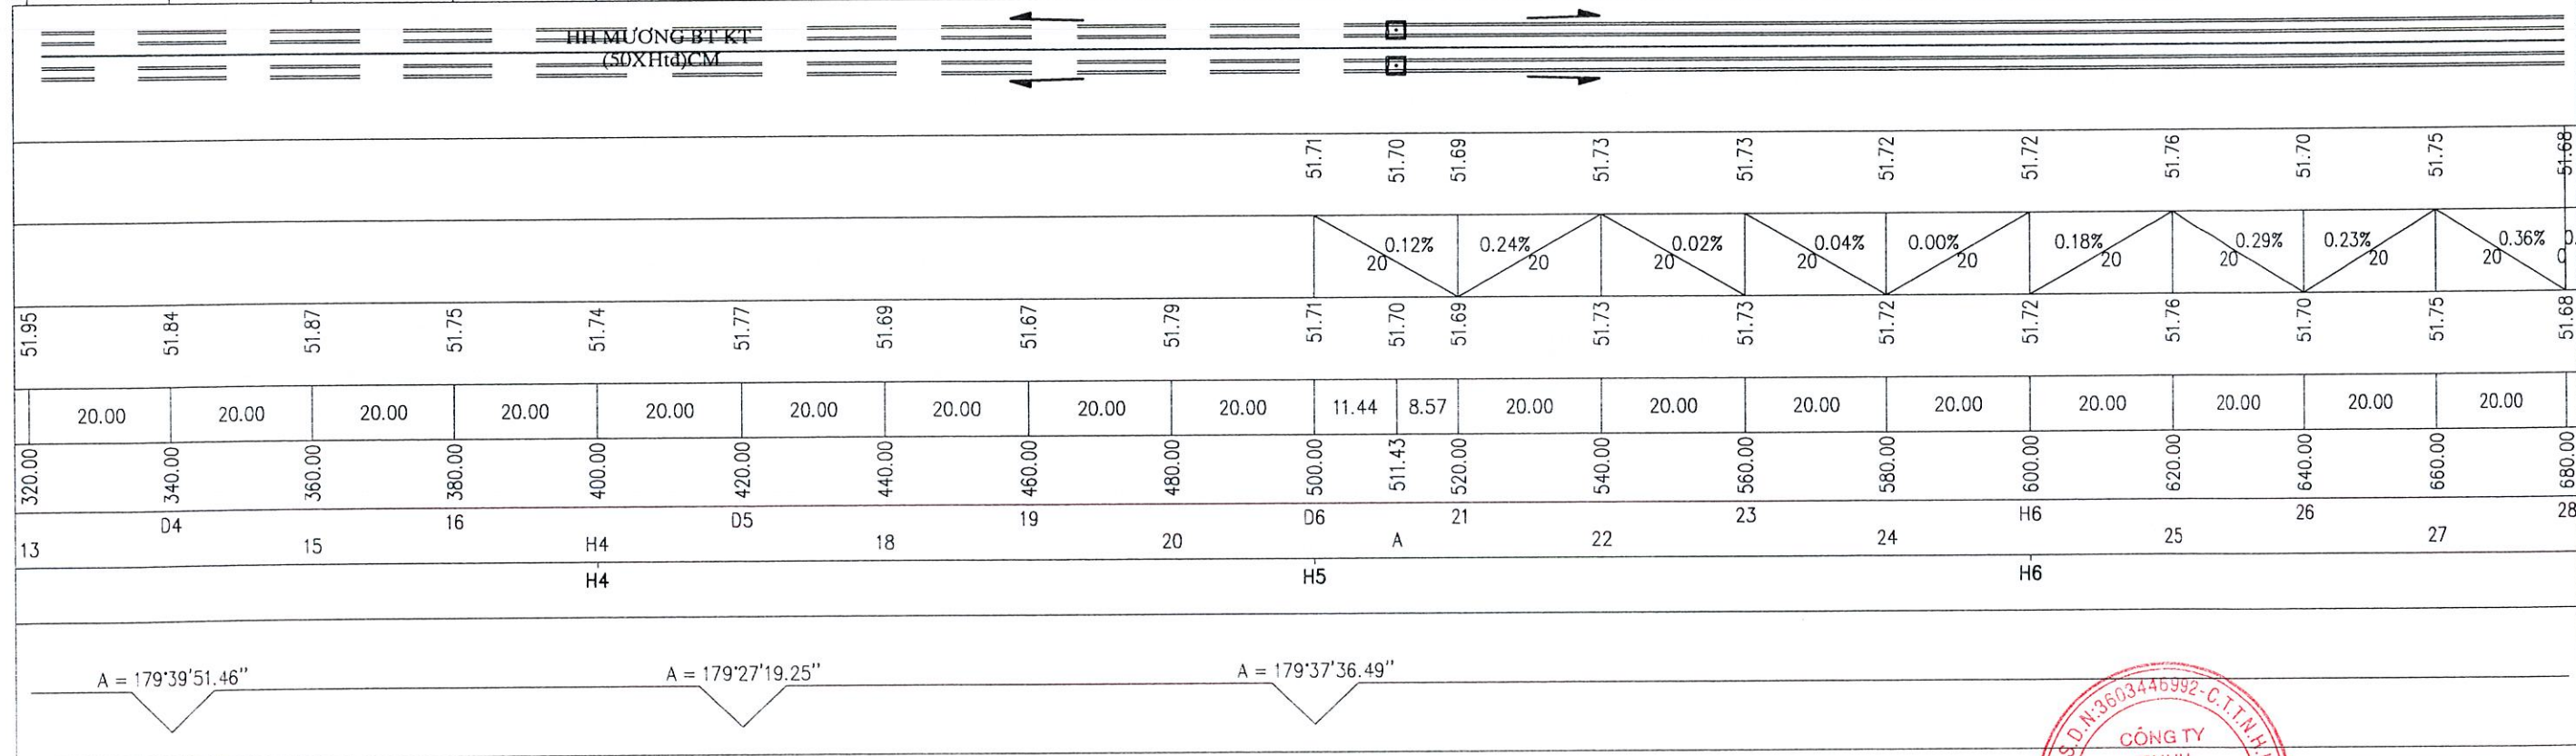 HH MƯƠNG BT KT
(50XHtd)CM
51.71 51.70 51.69 51.73 51.73 51.72 51.72 51.76 51.70 51.75 51.68
0.12% 0.24% 0.02% 0.04% 0.00% 0.18% 0.29% 0.23% 0.36%
20 20 20 20 20 20 20 20 20
51.95 51.84 51.87 51.75 51.74 51.77 51.69 51.67 51.79 51.71 51.70 51.69 51.73 51.73 51.72 51.72 51.76 51.70 51.75 51.68
20.00 20.00 20.00 20.00 20.00 20.00 20.00 20.00 20.00 11.44 8.57 20.00 20.00 20.00 20.00 20.00 20.00 20.00 20.00
320.00 340.00 360.00 380.00 400.00 420.00 440.00 460.00 480.00 500.00 511.43 520.00 540.00 560.00 580.00 600.00 620.00 640.00 660.00 680.00
D4 16 D5 19 D6 21 23 H6 26 28
13 15 H4 18 20 A 22 24 25 27
H4 H5 H6
A = 179°39'51.46" A = 179°27'19.25" A = 179°37'36.49"
S.D.N:3603446992-C.T.T.N.H
CÔNG TY